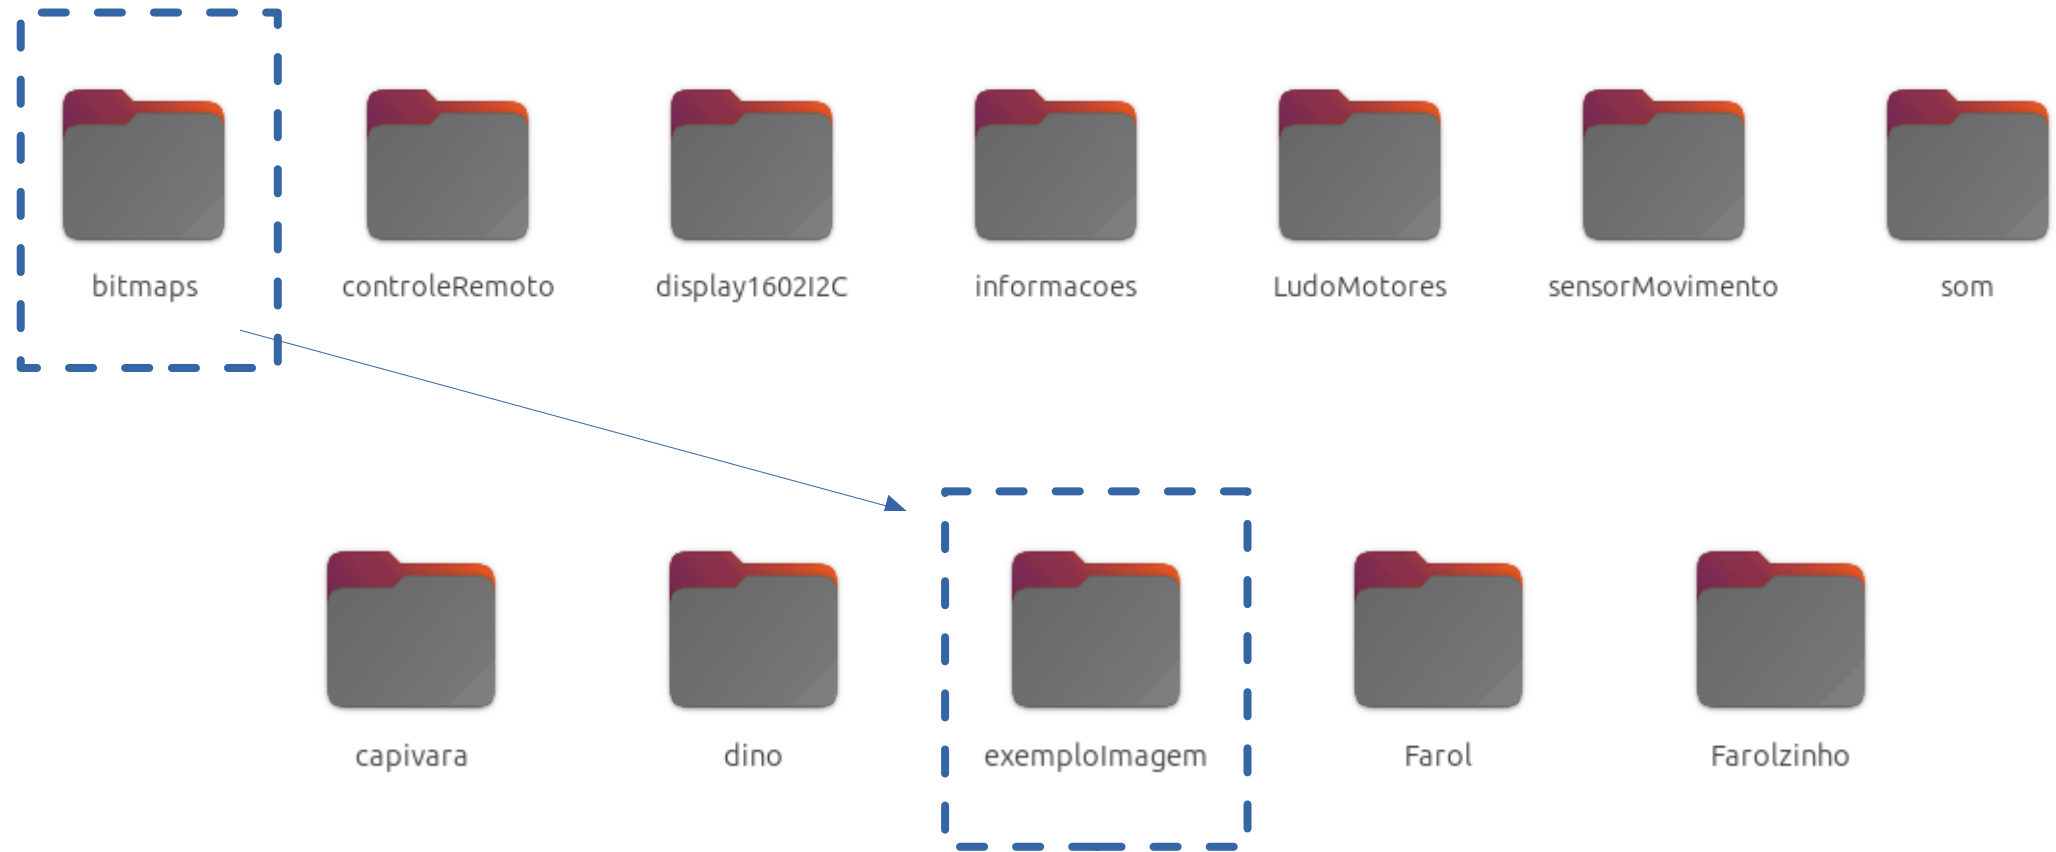 bitmaps
controleRemoto
display1602I2C
informacoes
LudoMotores
sensorMovimento
som
capivara
dino
exemploImagem
Farol
Farolzinho